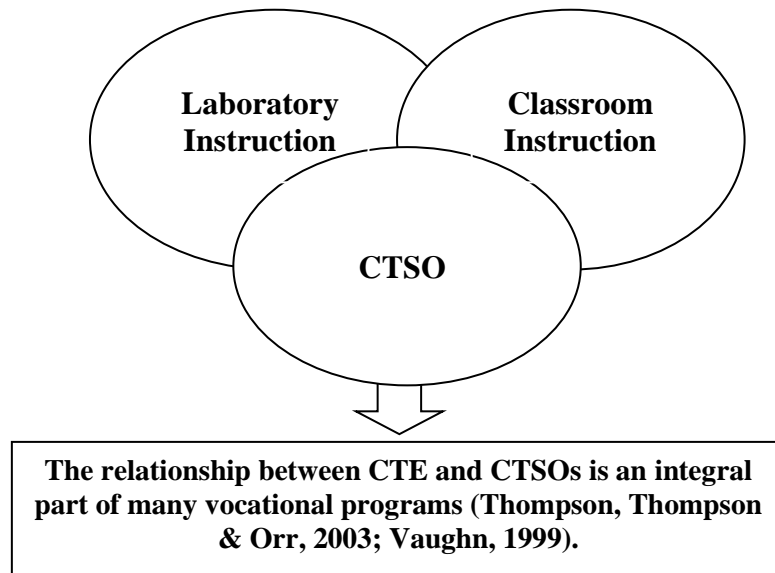 Laboratory
Instruction
Classroom
Instruction
CTSO
The relationship between CTE and CTSOs is an integral
part of many vocational programs (Thompson, Thompson
& Orr, 2003; Vaughn, 1999).